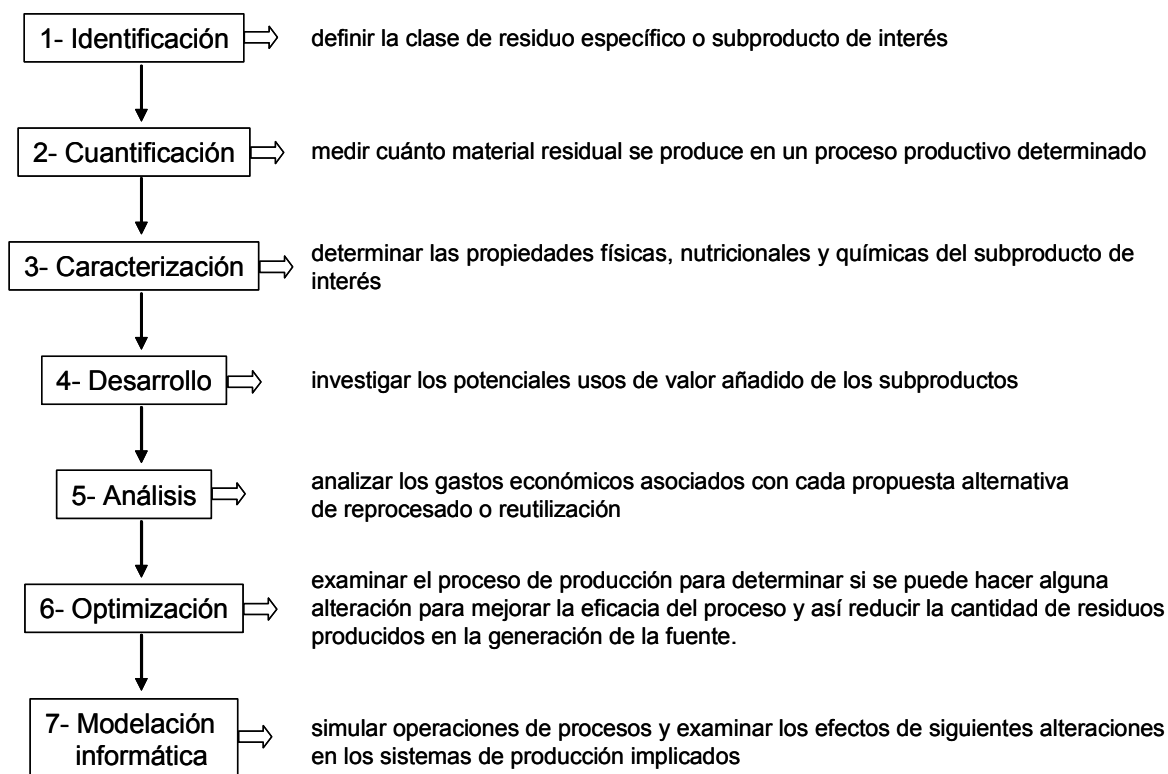 1- Identificación
definir la clase de residuo específico o subproducto de interés
2- Cuantificación
medir cuánto material residual se produce en un proceso productivo determinado
3- Caracterización
determinar las propiedades físicas, nutricionales y químicas del subproducto de
interés
4- Desarrollo
investigar los potenciales usos de valor añadido de los subproductos
5- Análisis
analizar los gastos económicos asociados con cada propuesta alternativa
de reprocesado o reutilización
6- Optimización
examinar el proceso de producción para determinar si se puede hacer alguna
alteración para mejorar la eficacia del proceso y así reducir la cantidad de residuos
producidos en la generación de la fuente.
7- Modelación
informática
simular operaciones de procesos y examinar los efectos de siguientes alteraciones
en los sistemas de producción implicados